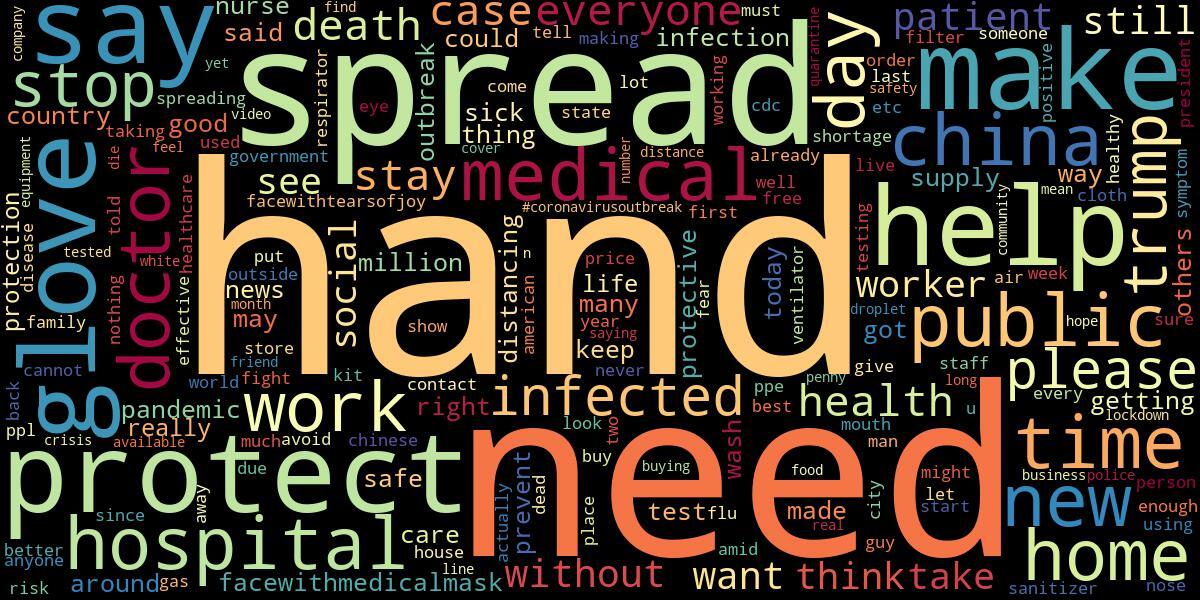 company
say
nurse
find
case
everyone
must
patient
still
said
death
could
tell
making
infection
filter
someone
stop
yet
spread
quarantine
day
order
make
positive
president
spreading
video
respirator
eye
outbreak
come
lot
sick
state
working
cdc
last
safety
etc
country
taking
good
used
feel
thing
cover
shortage
china
healthy
trump
love
die
government
medical
number
distance
already
live
way
cloth
equipment
doctor
see
stay
well
free
supply
mean
symptom
protection
disease
told
healthcare
facewithtearsofjoy
#coronavirusoutbreak
first
testing
help
community
others
tested
white
hand
put
outside
news
month
may
social
million
distancing
n
american
price
life
many
year
saying
protective
fear
today
ventilator
worker
air
week
droplet
family
nothing
effective
show
got
public
hope
sure
store
keep
friend
cannot
world
fight
kit
contact
never
give
staff
please
glove
back
pandemic
work
right
infected
ppe
penny
best
health
long
u
every
getting
lockdown
ppl
crisis
really
available
much
avoid
chinese
look
two
wash
mouth
man
time
protect
due
safe
buy
buying
need
food
might
business
police
person
away
prevent
dead
place
test
flu
made
real
city
let
start
new
enough
using
since
hospital
care
actually
amid
guy
home
better
anyone
house
line
risk
around
gas
facewithmedicalmask
without
want
think
take
sanitizer
nose